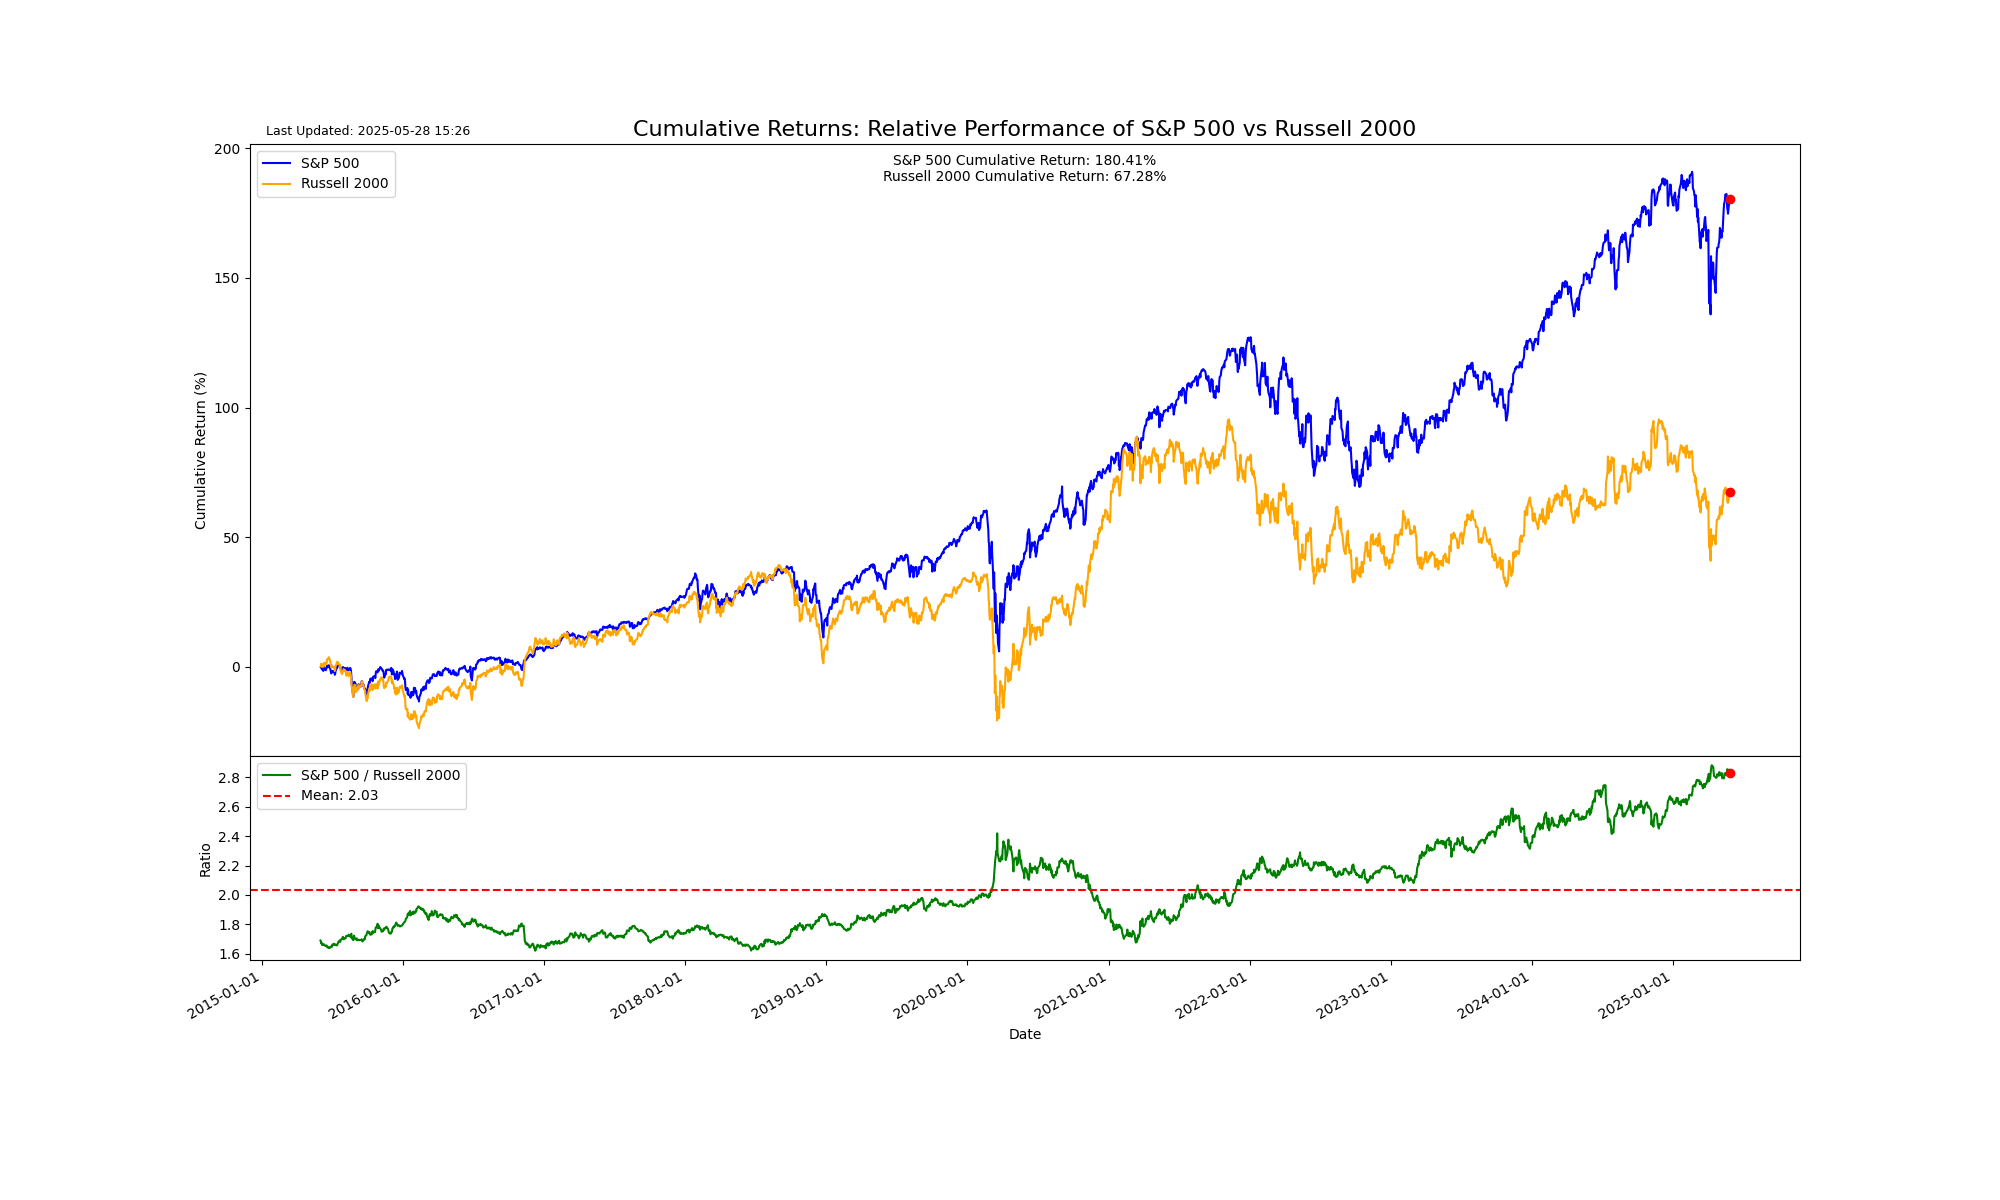 Last Updated: 2025-05-28 15:26
Cumulative Returns: Relative Performance of S&P 500 vs Russell 2000
S&P 500
Russell 2000
S&P 500 Cumulative Return: 180.41%
Russell 2000 Cumulative Return: 67.28%
Cumulative Return (%)
200
150
100
50
0
S&P 500 / Russell 2000
Mean: 2.03
Ratio
2.8
2.6
2.4
2.2
2.0
1.8
1.6
2015-01-01
2016-01-01
2017-01-01
2018-01-01
2019-01-01
2020-01-01
2021-01-01
2022-01-01
2023-01-01
2024-01-01
2025-01-01
Date